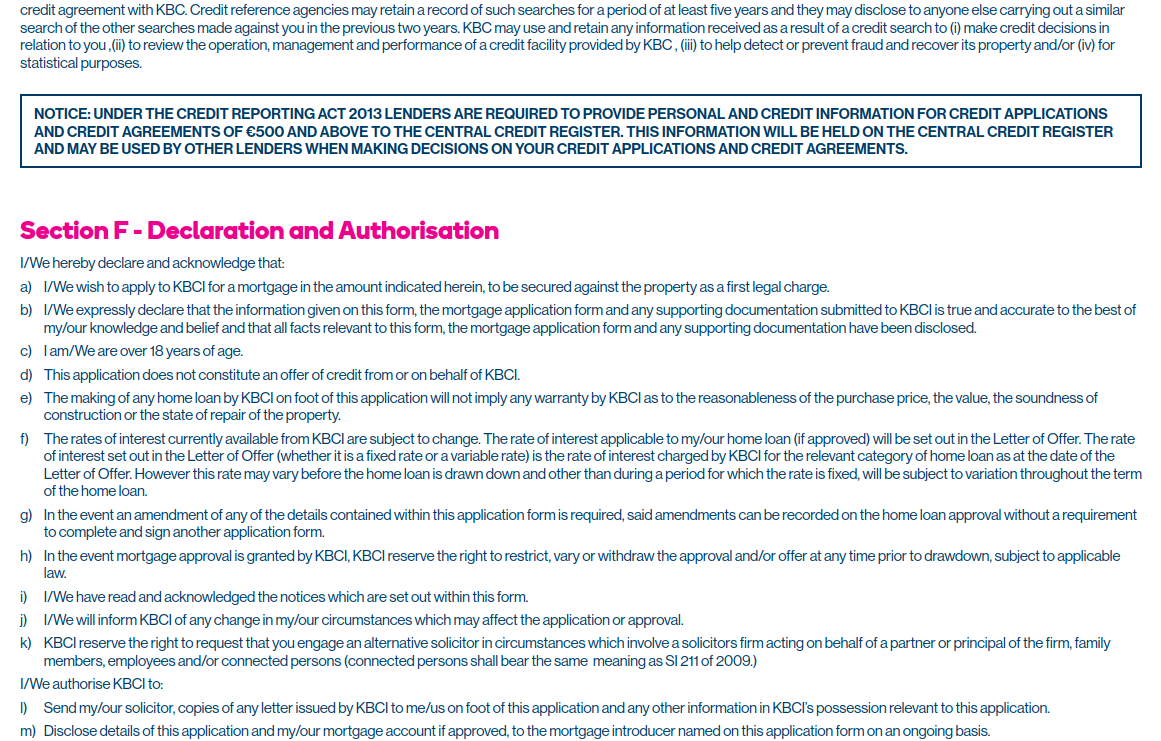 credit agreement with KBC. Credit reference agencies may retain a record of such searches for a period of at least five years and they may disclose to anyone else carrying out a similar
search of the other searches made against you in the previous two years. KBC may use and retain any information received as a result of a credit search to (i) make credit decisions in
relation to you ,(ii) to review the operation, management and performance of a credit facility provided by KBC , (iii) to help detect or prevent fraud and recover its property and/or (iv) for
statistical purposes.
NOTICE: UNDER THE CREDIT REPORTING ACT 2013 LENDERS ARE REQUIRED TO PROVIDE PERSONAL AND CREDIT INFORMATION FOR CREDIT APPLICATIONS
AND CREDIT AGREEMENTS OF €500 AND ABOVE TO THE CENTRAL CREDIT REGISTER. THIS INFORMATION WILL BE HELD ON THE CENTRAL CREDIT REGISTER
AND MAY BE USED BY OTHER LENDERS WHEN MAKING DECISIONS ON YOUR CREDIT APPLICATIONS AND CREDIT AGREEMENTS.
Section F - Declaration and Authorisation
I/We hereby declare and acknowledge that:
a) I/We wish to apply to KBCI for a mortgage in the amount indicated herein, to be secured against the property as a first legal charge.
b) I/We expressly declare that the information given on this form, the mortgage application form and any supporting documentation submitted to KBCI is true and accurate to the best of
my/our knowledge and belief and that all facts relevant to this form, the mortgage application form and any supporting documentation have been disclosed.
c) I am/We are over 18 years of age.
d) This application does not constitute an offer of credit from or on behalf of KBCI.
e) The making of any home loan by KBCI on foot of this application will not imply any warranty by KBCI as to the reasonableness of the purchase price, the value, the soundness of
construction or the state of repair of the property.
f) The rates of interest currently available from KBCI are subject to change. The rate of interest applicable to my/our home loan (if approved) will be set out in the Letter of Offer. The rate
of interest set out in the Letter of Offer (whether it is a fixed rate or a variable rate) is the rate of interest charged by KBCI for the relevant category of home loan as at the date of the
Letter of Offer. However this rate may vary before the home loan is drawn down and other than during a period for which the rate is fixed, will be subject to variation throughout the term
of the home loan.
g) In the event an amendment of any of the details contained within this application form is required, said amendments can be recorded on the home loan approval without a requirement
to complete and sign another application form.
h) In the event mortgage approval is granted by KBCI, KBCI reserve the right to restrict, vary or withdraw the approval and/or offer at any time prior to drawdown, subject to applicable
law.
i) I/We have read and acknowledged the notices which are set out within this form.
j) I/We will inform KBCI of any change in my/our circumstances which may affect the application or approval.
k) KBCI reserve the right to request that you engage an alternative solicitor in circumstances which involve a solicitors firm acting on behalf of a partner or principal of the firm, family
members, employees and/or connected persons (connected persons shall bear the same meaning as SI 211 of 2009.)
I/We authorise KBCI to:
l) Send my/our solicitor, copies of any letter issued by KBCI to me/us on foot of this application and any other information in KBCI's possession relevant to this application.
m) Disclose details of this application and my/our mortgage account if approved, to the mortgage introducer named on this application form on an ongoing basis.